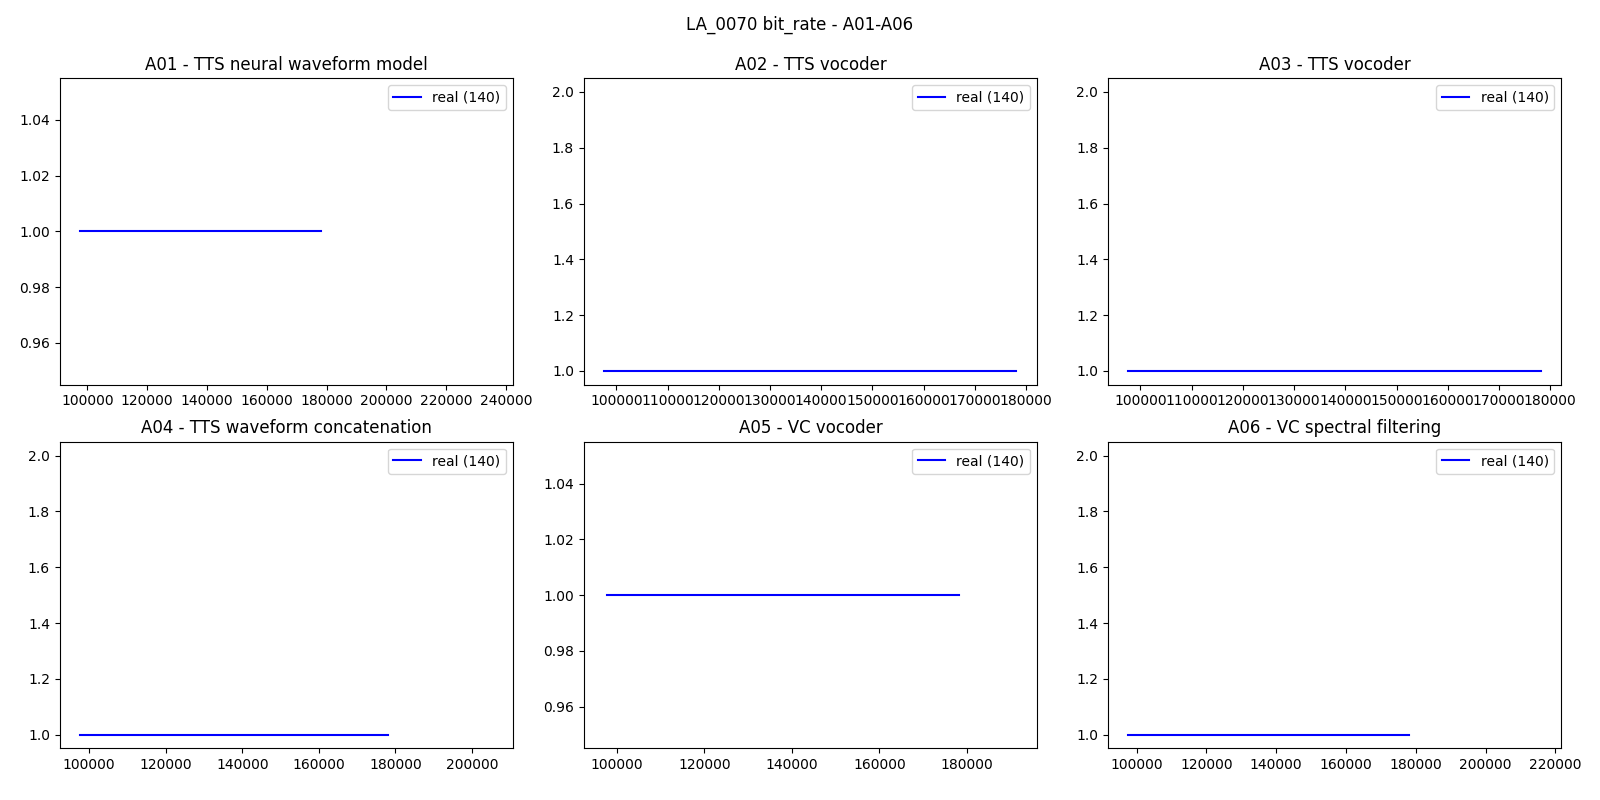 LA_0070 bit_rate - A01-A06
A01 - TTS neural waveform model
real (140)
1.04
1.02
1.00
0.98
0.96
100000 120000 140000 160000 180000 200000 220000 240000
A02 - TTS vocoder
real (140)
2.0
1.8
1.6
1.4
1.2
1.0
100000 110000 120000 130000 140000 150000 160000 170000 180000
A03 - TTS vocoder
real (140)
2.0
1.8
1.6
1.4
1.2
1.0
100000 110000 120000 130000 140000 150000 160000 170000 180000
A04 - TTS waveform concatenation
real (140)
2.0
1.8
1.6
1.4
1.2
1.0
100000 120000 140000 160000 180000 200000
A05 - VC vocoder
real (140)
1.04
1.02
1.00
0.98
0.96
100000 120000 140000 160000 180000
A06 - VC spectral filtering
real (140)
2.0
1.8
1.6
1.4
1.2
1.0
100000 120000 140000 160000 180000 200000 220000